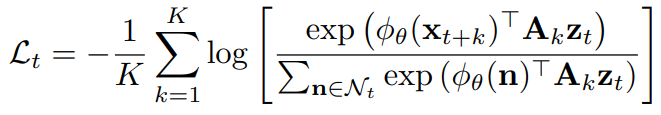 $$\mathcal{L}_t = -\frac{1}{K} \sum_{k=1}^{K} \log \left[ \frac{\exp \left( \phi_\theta(\mathbf{x}_{t+k})^\top \mathbf{A}_k \mathbf{z}_t \right)}{\sum_{\mathbf{n} \in \mathcal{N}_t} \exp \left( \phi_\theta(\mathbf{n})^\top \mathbf{A}_k \mathbf{z}_t \right)} \right]$$